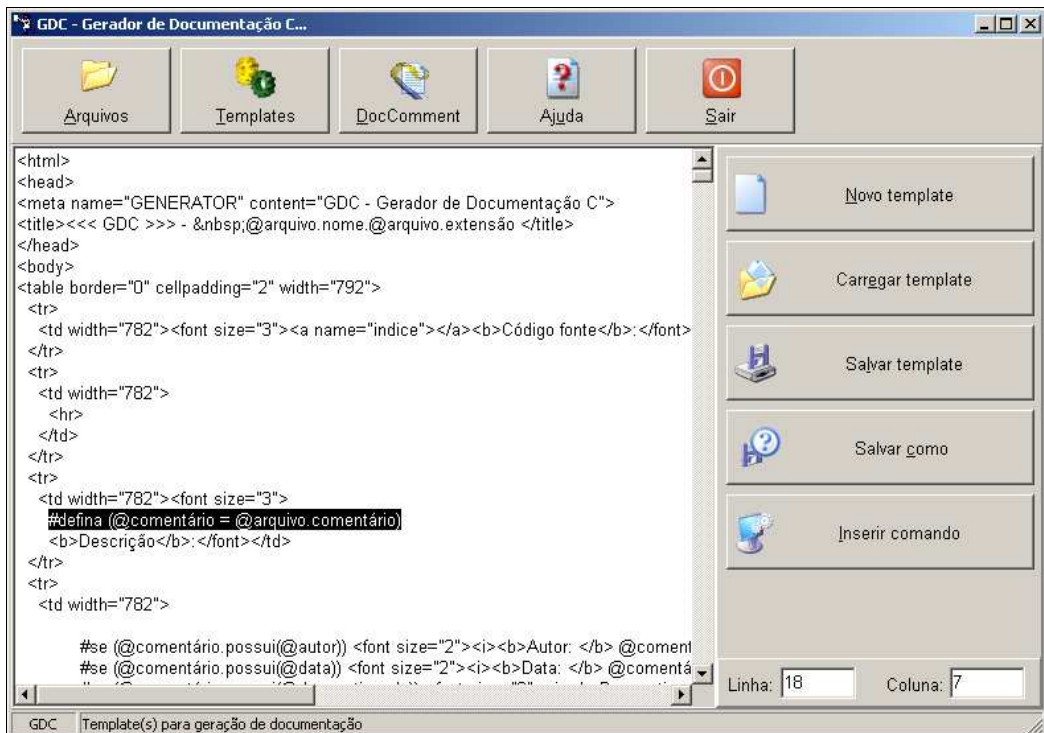 GDC - Gerador de Documentação C...
Arquivos
Templates
DocComment
Ajuda
Sair
<html>
<head>
<meta name="GENERATOR" content="GDC - Gerador de Documentação C">
<title><<< GDC >>> - &nbsp;@arquivo.nome.@arquivo.extensão </title>
</head>
<body>
<table border="0" cellpadding="2" width="792">
<tr>
<td width="782"><font size="3"><a name="indice"></a><b>Código fonte</b>:</font>
</tr>
<tr>
<td width="782">
<hr>
</td>
</tr>
<tr>
<td width="782"><font size="3">
#defina (@comentário = @arquivo.comentário)
<b>Descrição</b>:</font></td>
</tr>
<tr>
<td width="782">
#se (@comentário.possui(@autor)) <font size="2"><i><b>Autor: </b> @coment
#se (@comentário.possui(@data)) <font size="2"><i><b>Data: </b> @comentá
Novo template
Carregar template
Salvar template
Salvar como
Inserir comando
Linha: 18 Coluna: 7
GDC Template(s) para geração de documentação